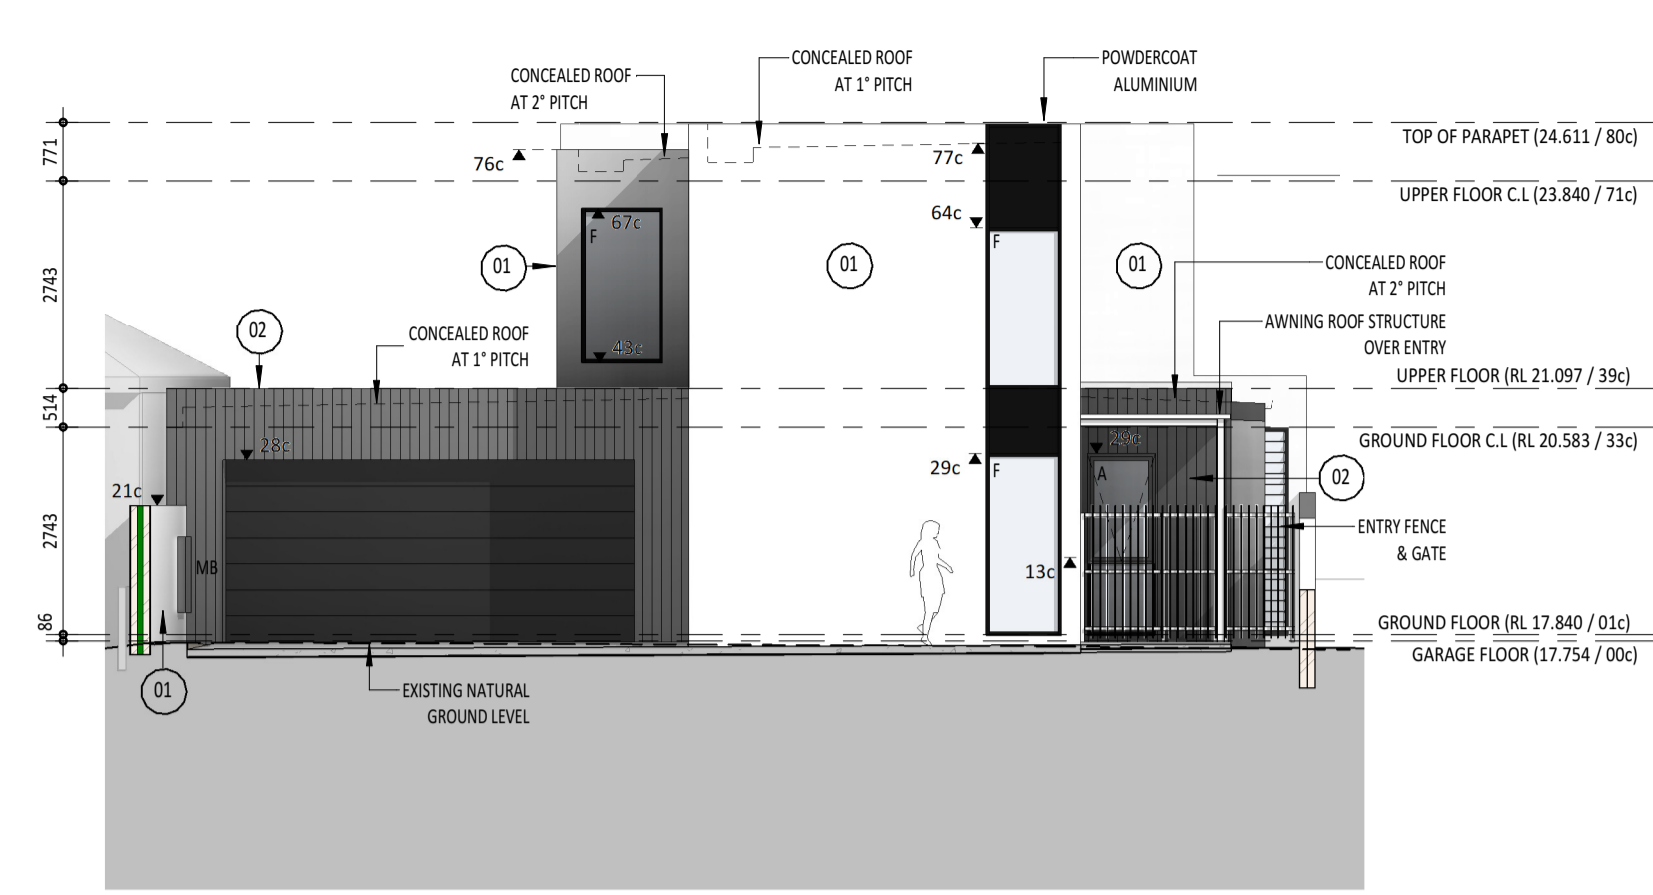 CONCEALED ROOF
AT 2° PITCH
CONCEALED ROOF
AT 1° PITCH
POWDERCOAT
ALUMINIUM
771
76c
77c
TOP OF PARAPET (24.611 / 80c)
UPPER FLOOR C.L (23.840 / 71c)
67c
F
64c
F
01
01
01
2743
CONCEALED ROOF
AT 2° PITCH
02
CONCEALED ROOF
AT 1° PITCH
43c
AWNING ROOF STRUCTURE
OVER ENTRY
UPPER FLOOR (RL 21.097 / 39c)
514
28c
29c
GROUND FLOOR C.L (RL 20.583 / 33c)
29c
F
A
02
21c
2743
MB
13c
ENTRY FENCE
& GATE
86
GROUND FLOOR (RL 17.840 / 01c)
GARAGE FLOOR (17.754 / 00c)
01
EXISTING NATURAL
GROUND LEVEL